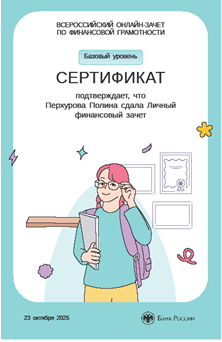 ВСЕРОССИЙСКИЙ ОНЛАЙН-ЗАЧЕТ
ПО ФИНАНСОВОЙ ГРАМОТНОСТИ
Базовый уровень
СЕРТИФИКАТ
подтверждает, что
Перхурова Полина сдала Личный
финансовый зачет
23 октября 2025
Банк России